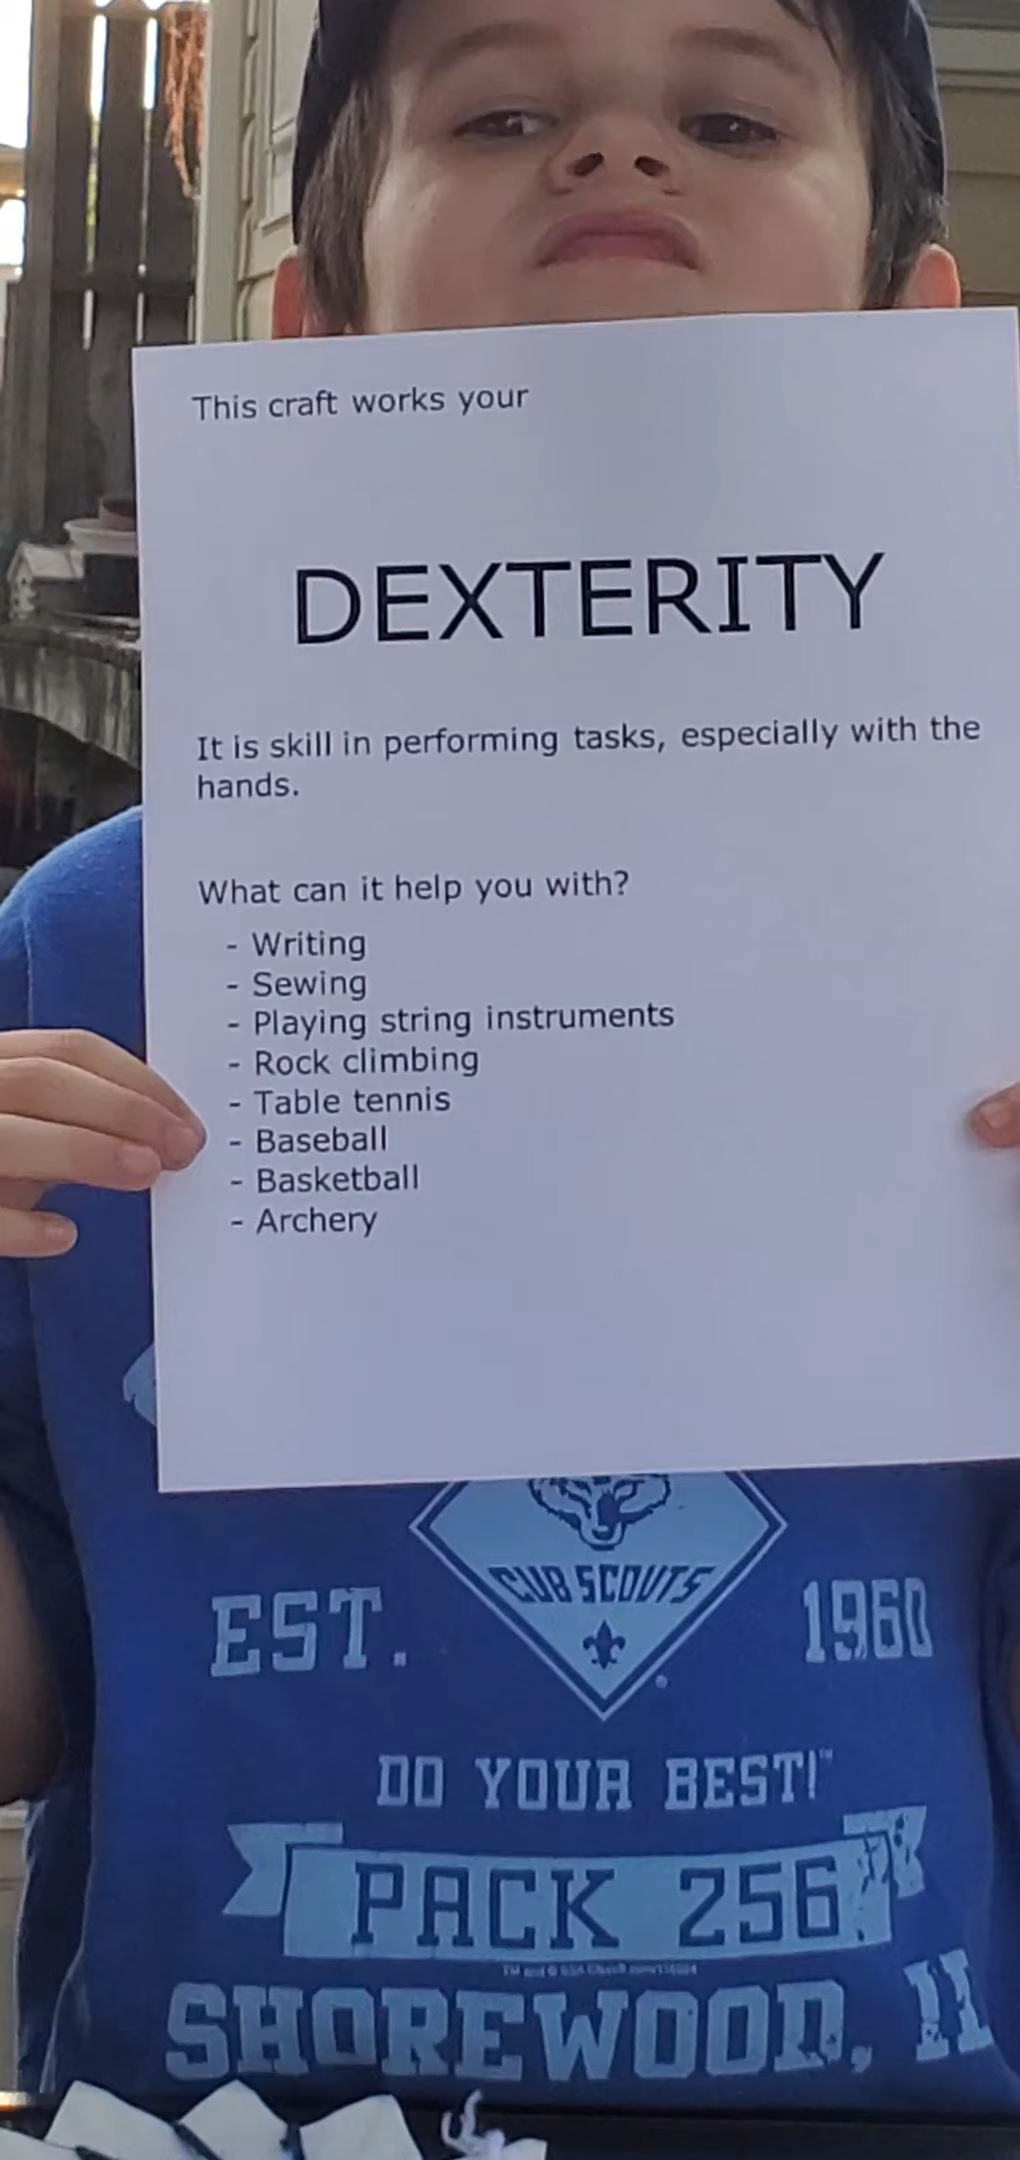 This craft works your
DEXTERITY
It is skill in performing tasks, especially with the
hands.
What can it help you with?
- Writing
- Sewing
- Playing string instruments
- Rock climbing
- Table tennis
- Baseball
- Basketball
- Archery
CUB SCOUTS
EST. 1960
DO YOUR BEST!™
PACK 256
SHOREWOOD, IL